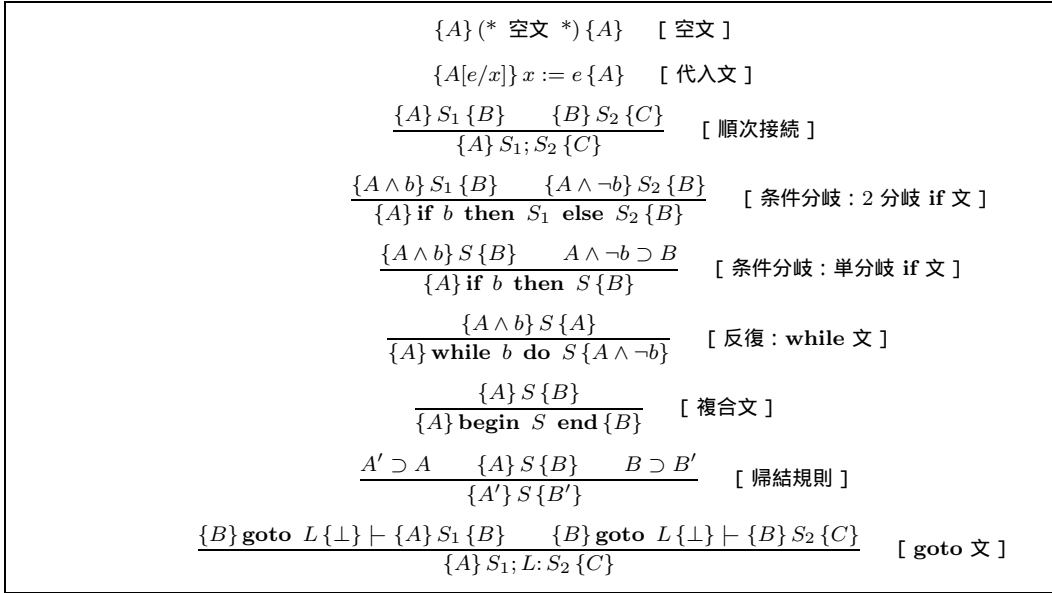 {A} (* 空文 *) {A} [ 空文 ]
{A[e/x]} x := e {A} [ 代入文 ]
{A} S₁ {B} {B} S₂ {C}
{A} S₁; S₂ {C} [ 順次接続 ]
{A ∧ b} S₁ {B} {A ∧ ¬b} S₂ {B}
{A} if b then S₁ else S₂ {B} [ 条件分岐 : 2 分岐 if 文 ]
{A ∧ b} S {B} A ∧ ¬b ⊃ B
{A} if b then S {B} [ 条件分岐 : 単分岐 if 文 ]
{A ∧ b} S {A}
{A} while b do S {A ∧ ¬b} [ 反復 : while 文 ]
{A} S {B}
{A} begin S end {B} [ 複合文 ]
A′ ⊃ A {A} S {B} B ⊃ B′
{A′} S {B′} [ 帰結規則 ]
{B} goto L {⊥} ⊢ {A} S₁ {B} {B} goto L {⊥} ⊢ {B} S₂ {C}
{A} S₁; L: S₂ {C} [ goto 文 ]